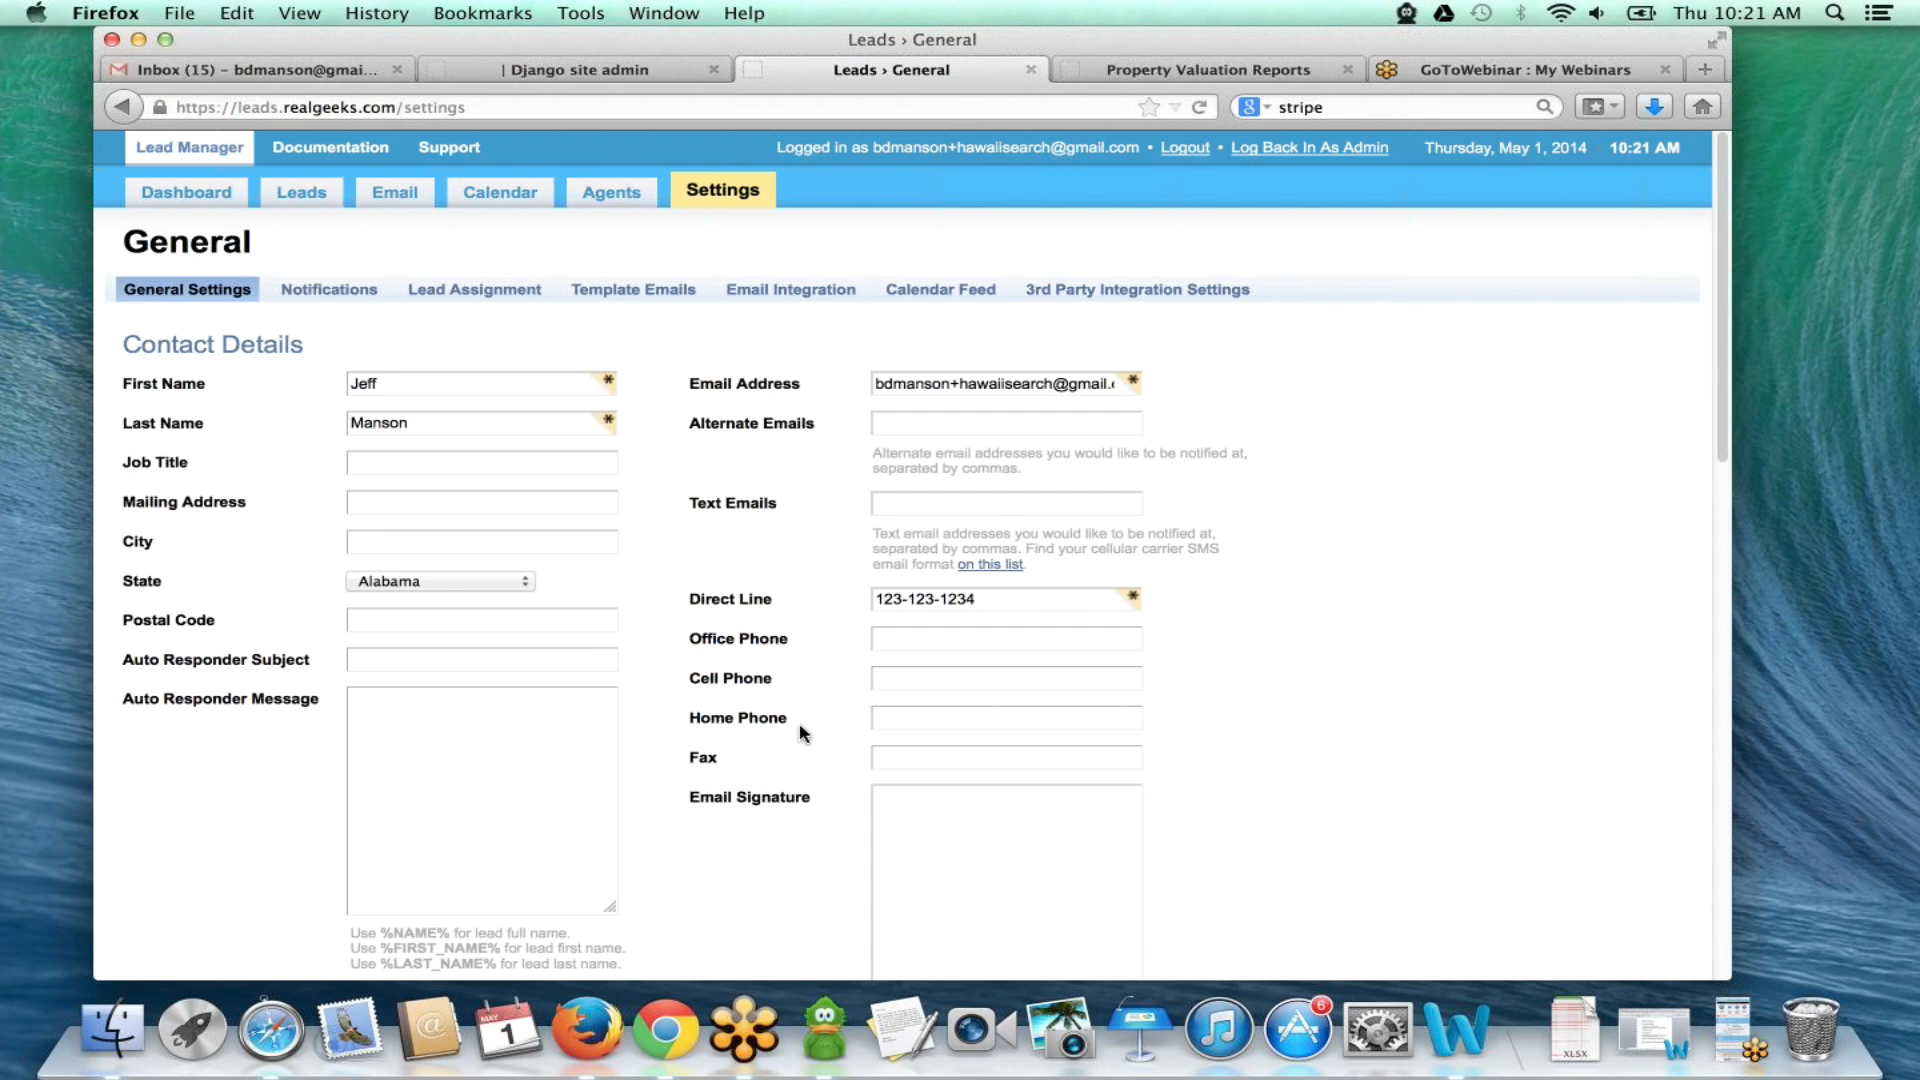 Firefox File Edit View History Bookmarks Tools Window Help Thu 10:21 AM
Leads › General
Inbox (15) – bdmanson@gmai... | Django site admin Leads › General Property Valuation Reports GoToWebinar : My Webinars
https://leads.realgeeks.com/settings stripe
Lead Manager Documentation Support Logged in as bdmanson+hawaiisearch@gmail.com • Logout • Log Back In As Admin Thursday, May 1, 2014 10:21 AM
Dashboard Leads Email Calendar Agents Settings
General
General Settings Notifications Lead Assignment Template Emails Email Integration Calendar Feed 3rd Party Integration Settings
Contact Details
First Name Jeff *
Last Name Manson *
Job Title
Mailing Address
City
State Alabama
Postal Code
Auto Responder Subject
Auto Responder Message
Use %NAME% for lead full name.
Use %FIRST_NAME% for lead first name.
Use %LAST_NAME% for lead last name.
Email Address bdmanson+hawaiisearch@gmail.c *
Alternate Emails
Alternate email addresses you would like to be notified at,
separated by commas.
Text Emails
Text email addresses you would like to be notified at,
separated by commas. Find your cellular carrier SMS
email format on this list.
Direct Line 123-123-1234 *
Office Phone
Cell Phone
Home Phone
Fax
Email Signature
MAY
1
6
XLSX